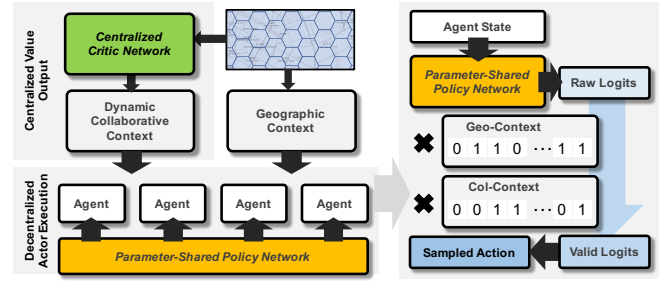 Centralized Value
Output
Centralized
Critic Network
Dynamic
Collaborative
Context
Geographic
Context
Decentralized
Actor Execution
Agent
Agent
Agent
Agent
Parameter-Shared Policy Network
Agent State
Parameter-Shared
Policy Network
Raw Logits
Geo-Context
0 1 1 0 ··· 1 1
Col-Context
0 0 1 1 ··· 0 1
Sampled Action
Valid Logits